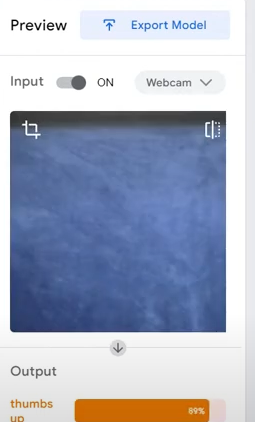 Preview
Export Model
Input
ON
Webcam
Output
thumbs
up
89%